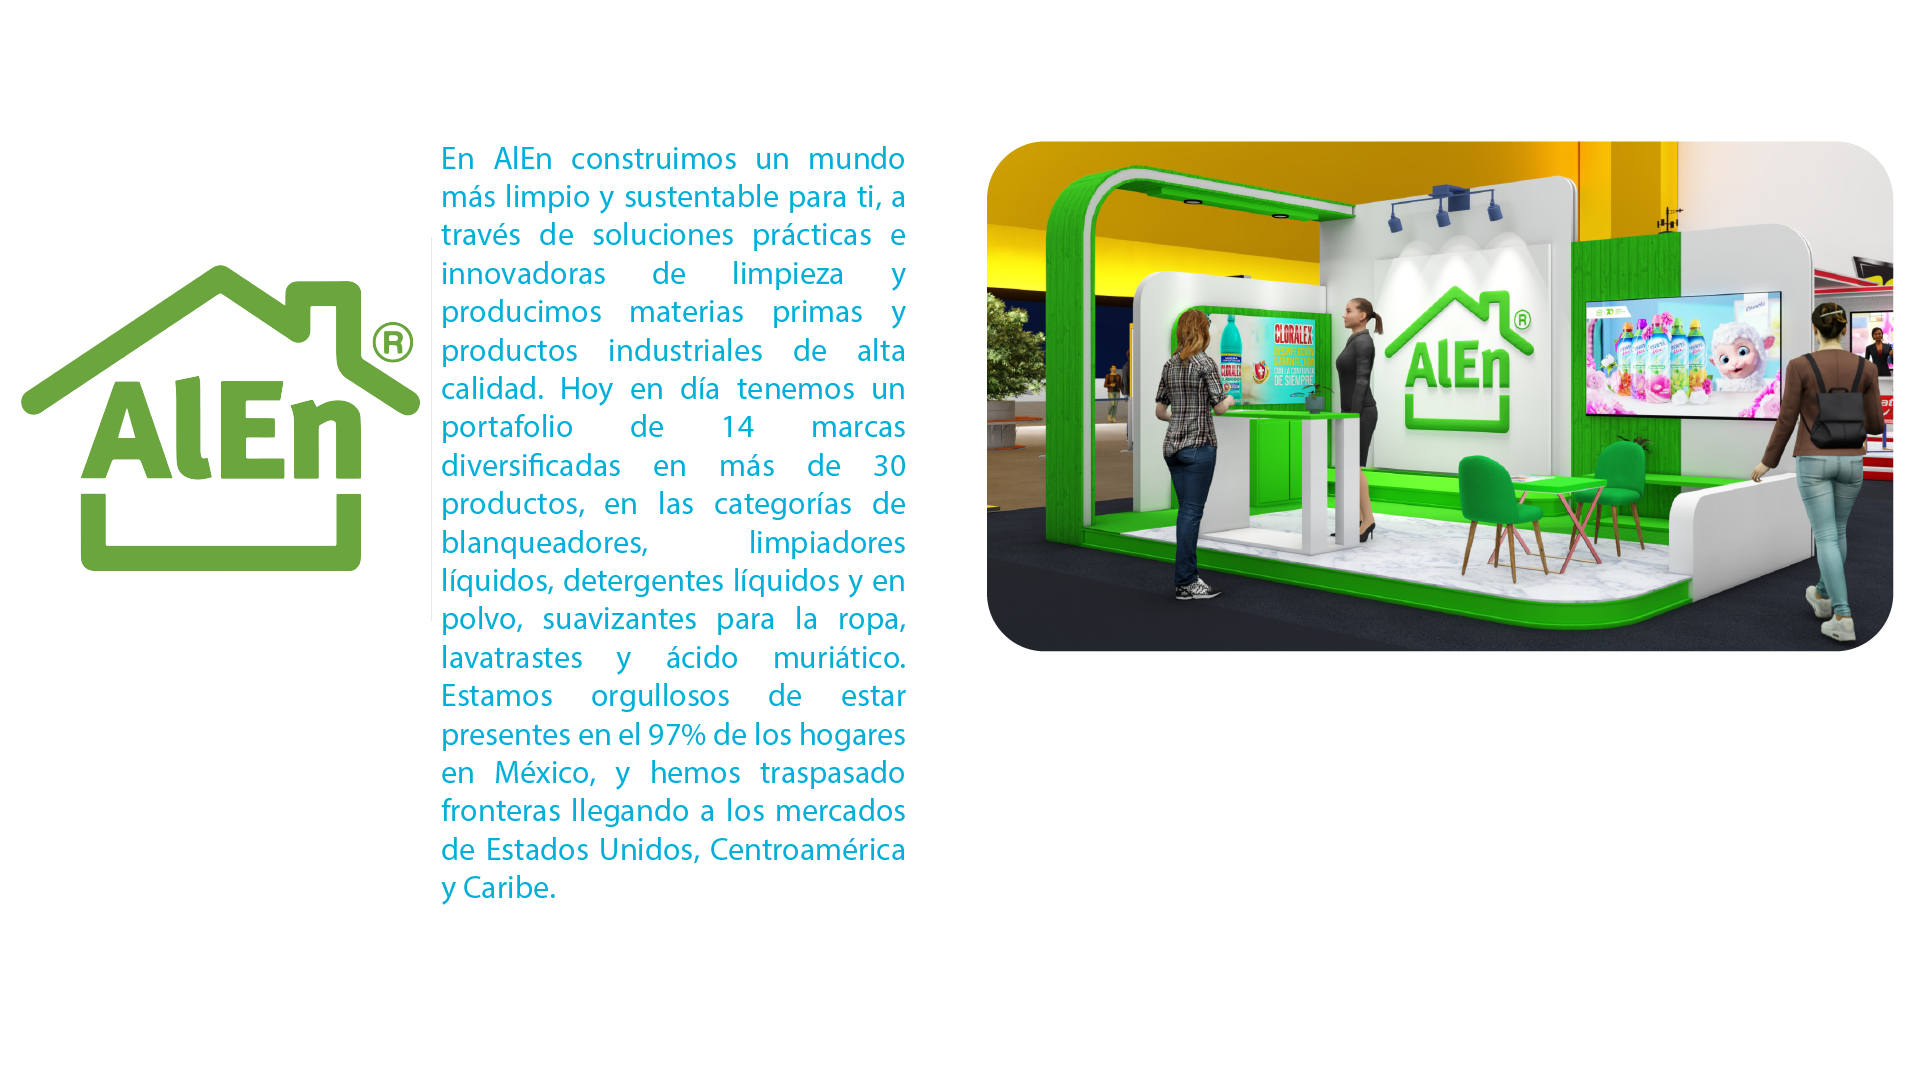 AlEn
®
En AlEn construimos un mundo
más limpio y sustentable para ti, a
través de soluciones prácticas e
innovadoras de limpieza y
producimos materias primas y
productos industriales de alta
calidad. Hoy en día tenemos un
portafolio de 14 marcas
diversificadas en más de 30
productos, en las categorías de
blanqueadores, limpiadores
líquidos, detergentes líquidos y en
polvo, suavizantes para la ropa,
lavatrastes y ácido muriático.
Estamos orgullosos de estar
presentes en el 97% de los hogares
en México, y hemos traspasado
fronteras llegando a los mercados
de Estados Unidos, Centroamérica
y Caribe.
CLORALEX
CON LA CONFIANZA
DE SIEMPRE
CLORALEX
AlEn
®